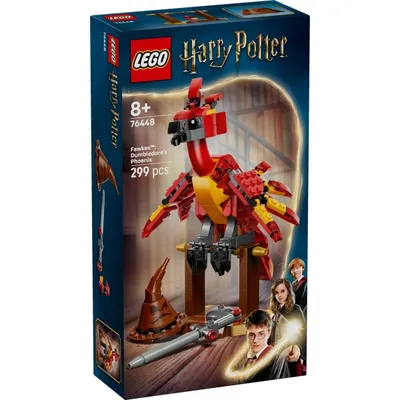 LEGO
Harry Potter
8+
76448
Fawkes™
Dumbledore's
Phoenix
299 pcs